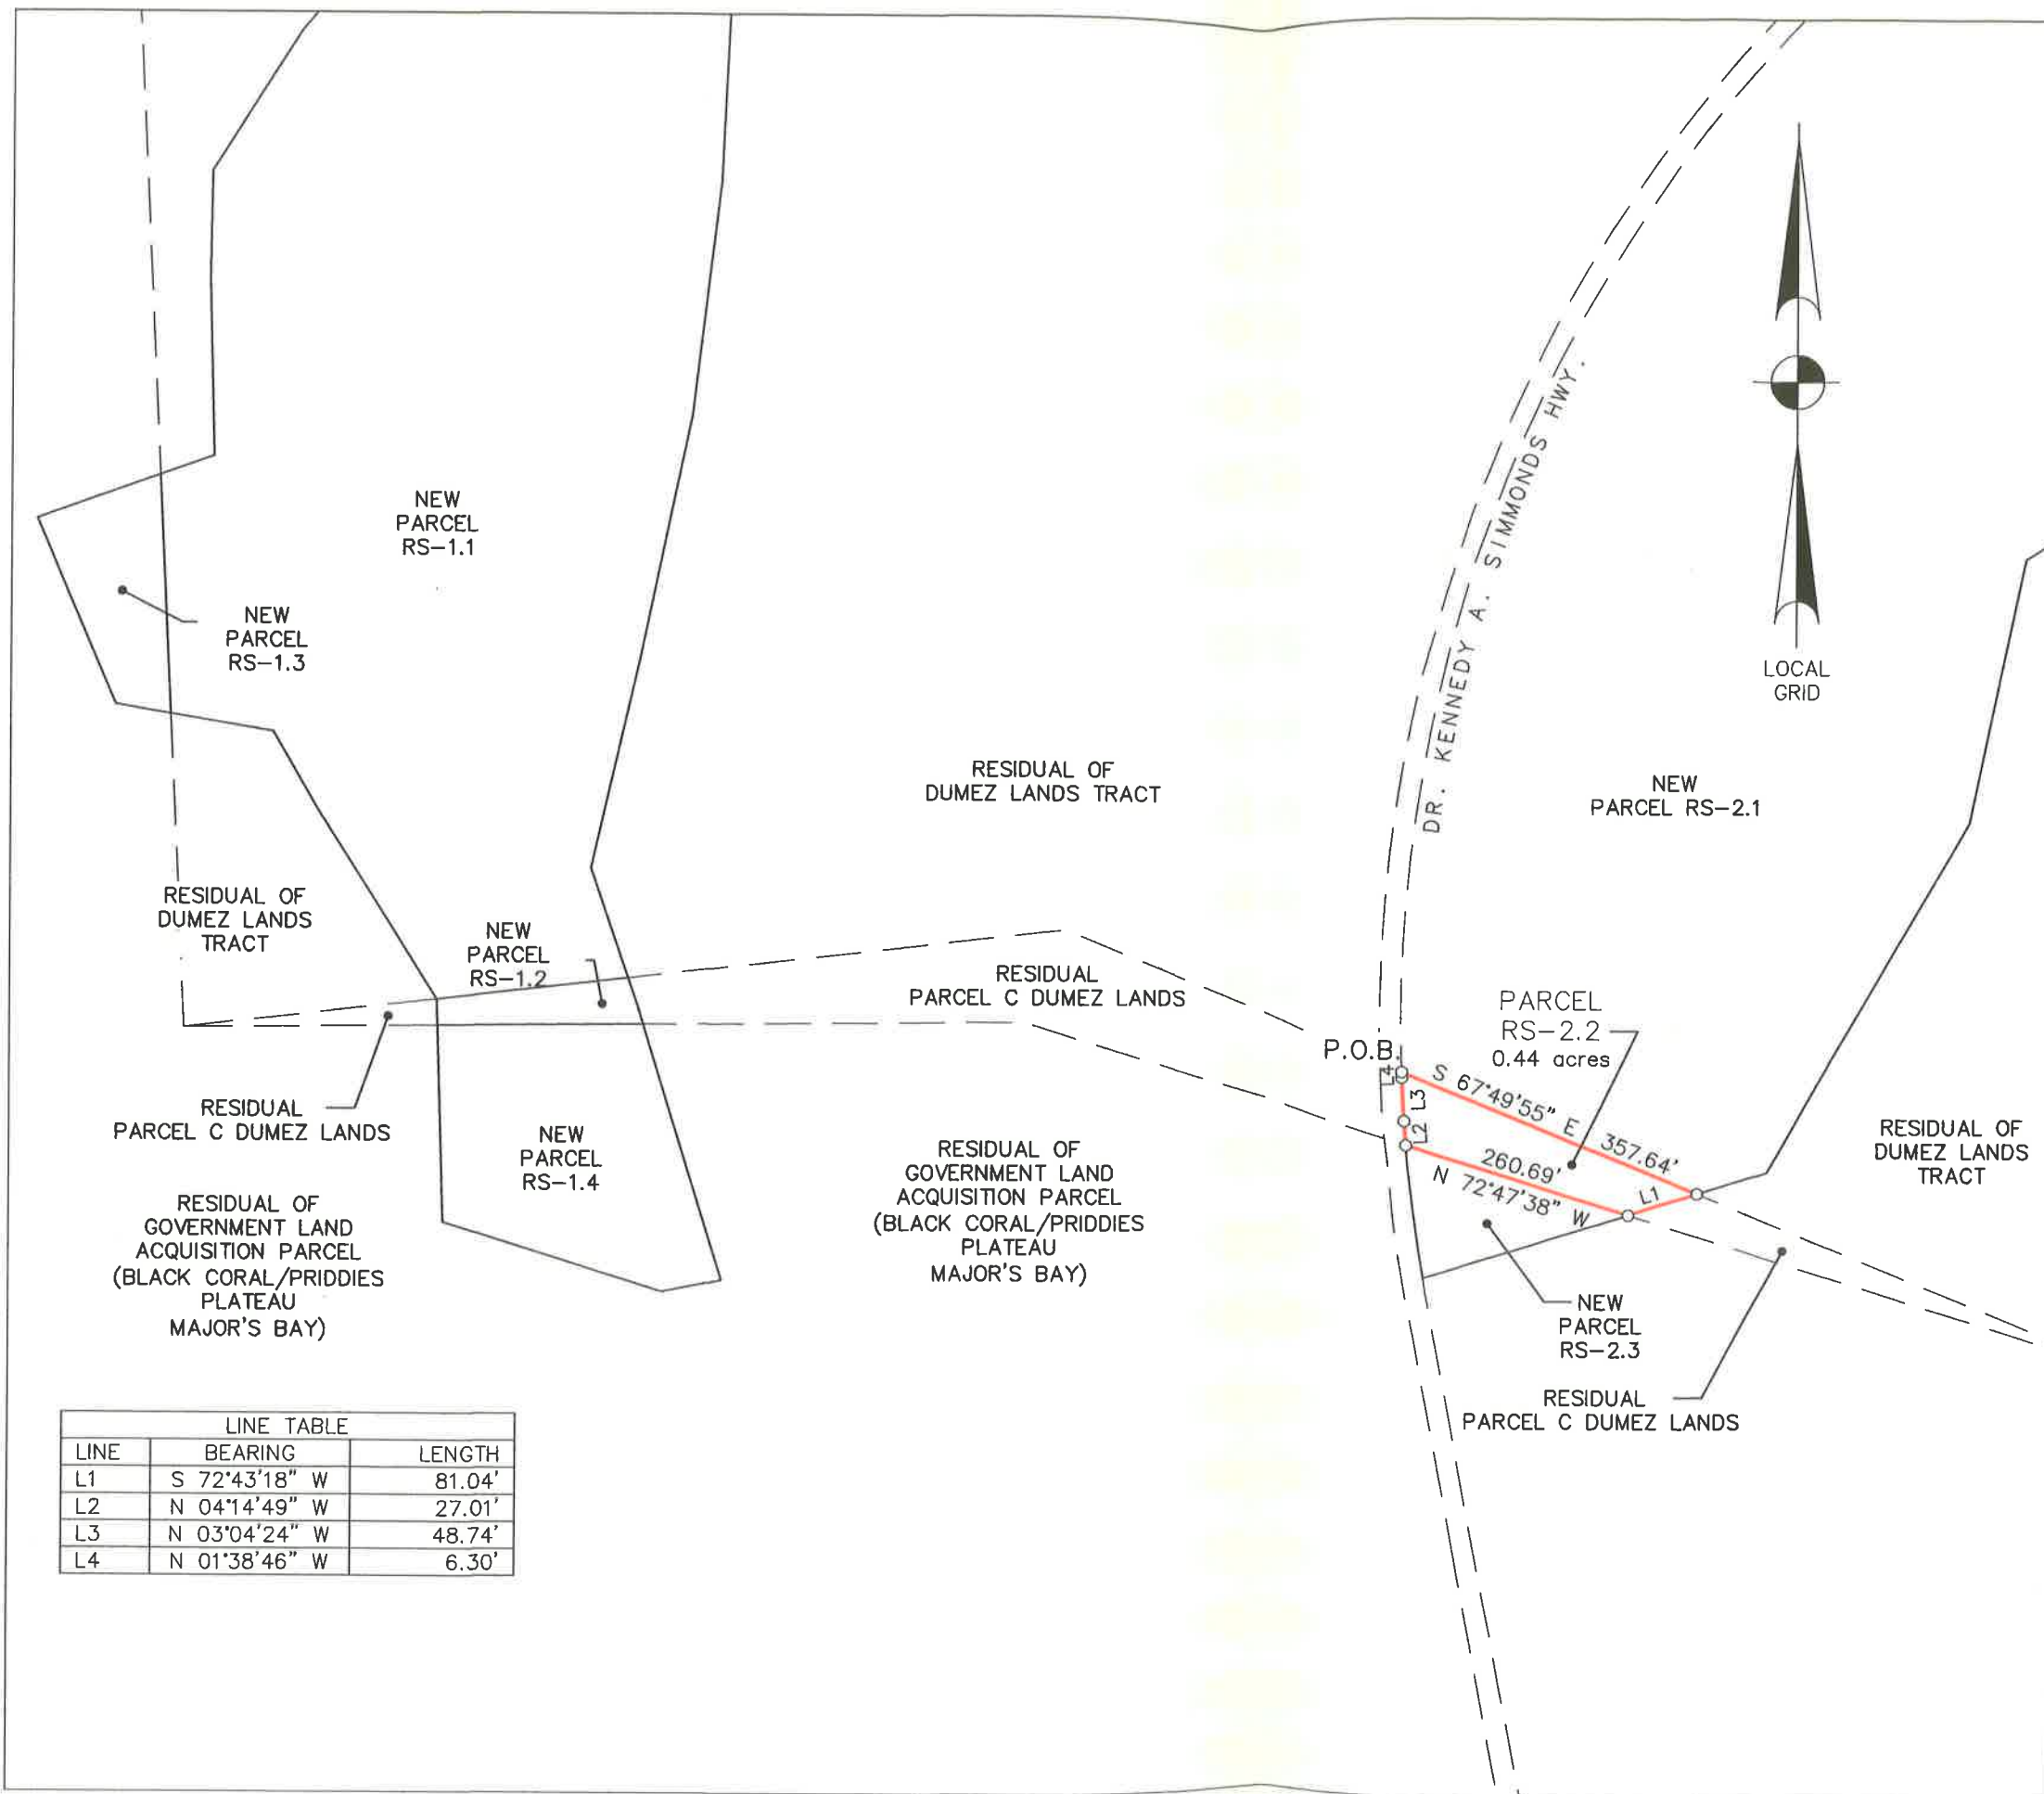 NEW
PARCEL
RS-1.1
NEW
PARCEL
RS-1.3
DR. KENNEDY A. SIMMONDS HWY.
LOCAL
GRID
RESIDUAL OF
DUMEZ LANDS TRACT
NEW
PARCEL RS-2.1
RESIDUAL OF
DUMEZ LANDS
TRACT
NEW
PARCEL
RS-1.2
RESIDUAL
PARCEL C DUMEZ LANDS
PARCEL
RS-2.2
0.44 acres
P.O.B.
L4
L3
L2
S 67°49'55" E 357.64'
260.69'
N 72°47'38" W
L1
RESIDUAL
PARCEL C DUMEZ LANDS
NEW
PARCEL
RS-1.4
RESIDUAL OF
GOVERNMENT LAND
ACQUISITION PARCEL
(BLACK CORAL/PRIDDIES
PLATEAU
MAJOR'S BAY)
RESIDUAL OF
DUMEZ LANDS
TRACT
RESIDUAL OF
GOVERNMENT LAND
ACQUISITION PARCEL
(BLACK CORAL/PRIDDIES
PLATEAU
MAJOR'S BAY)
NEW
PARCEL
RS-2.3
RESIDUAL
PARCEL C DUMEZ LANDS
LINE TABLE
LINE BEARING LENGTH
L1 S 72°43'18" W 81.04'
L2 N 04°14'49" W 27.01'
L3 N 03°04'24" W 48.74'
L4 N 01°38'46" W 6.30'